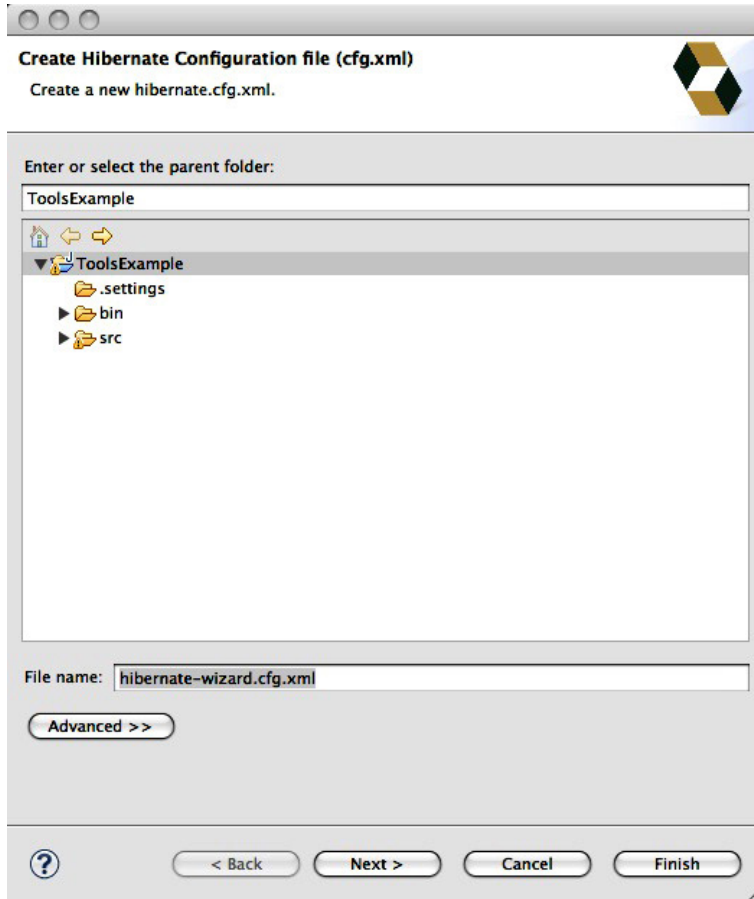 Create Hibernate Configuration file (cfg.xml)
Create a new hibernate.cfg.xml.
Enter or select the parent folder:
ToolsExample
ToolsExample
.settings
bin
src
File name: hibernate-wizard.cfg.xml
Advanced >>
? < Back Next > Cancel Finish